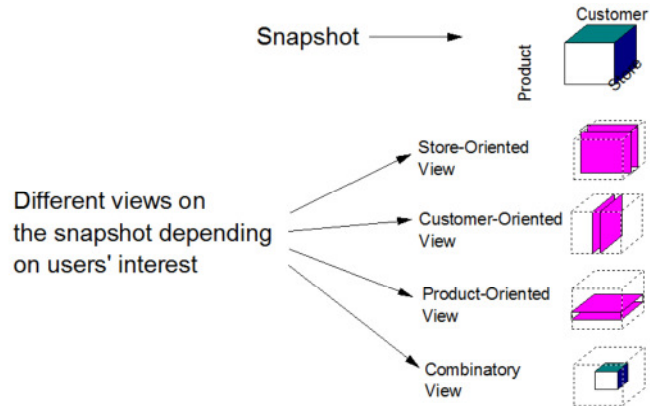 Customer
Snapshot
Product
Store
Store-Oriented
View
Different views on
the snapshot depending
on users' interest
Customer-Oriented
View
Product-Oriented
View
Combinatory
View